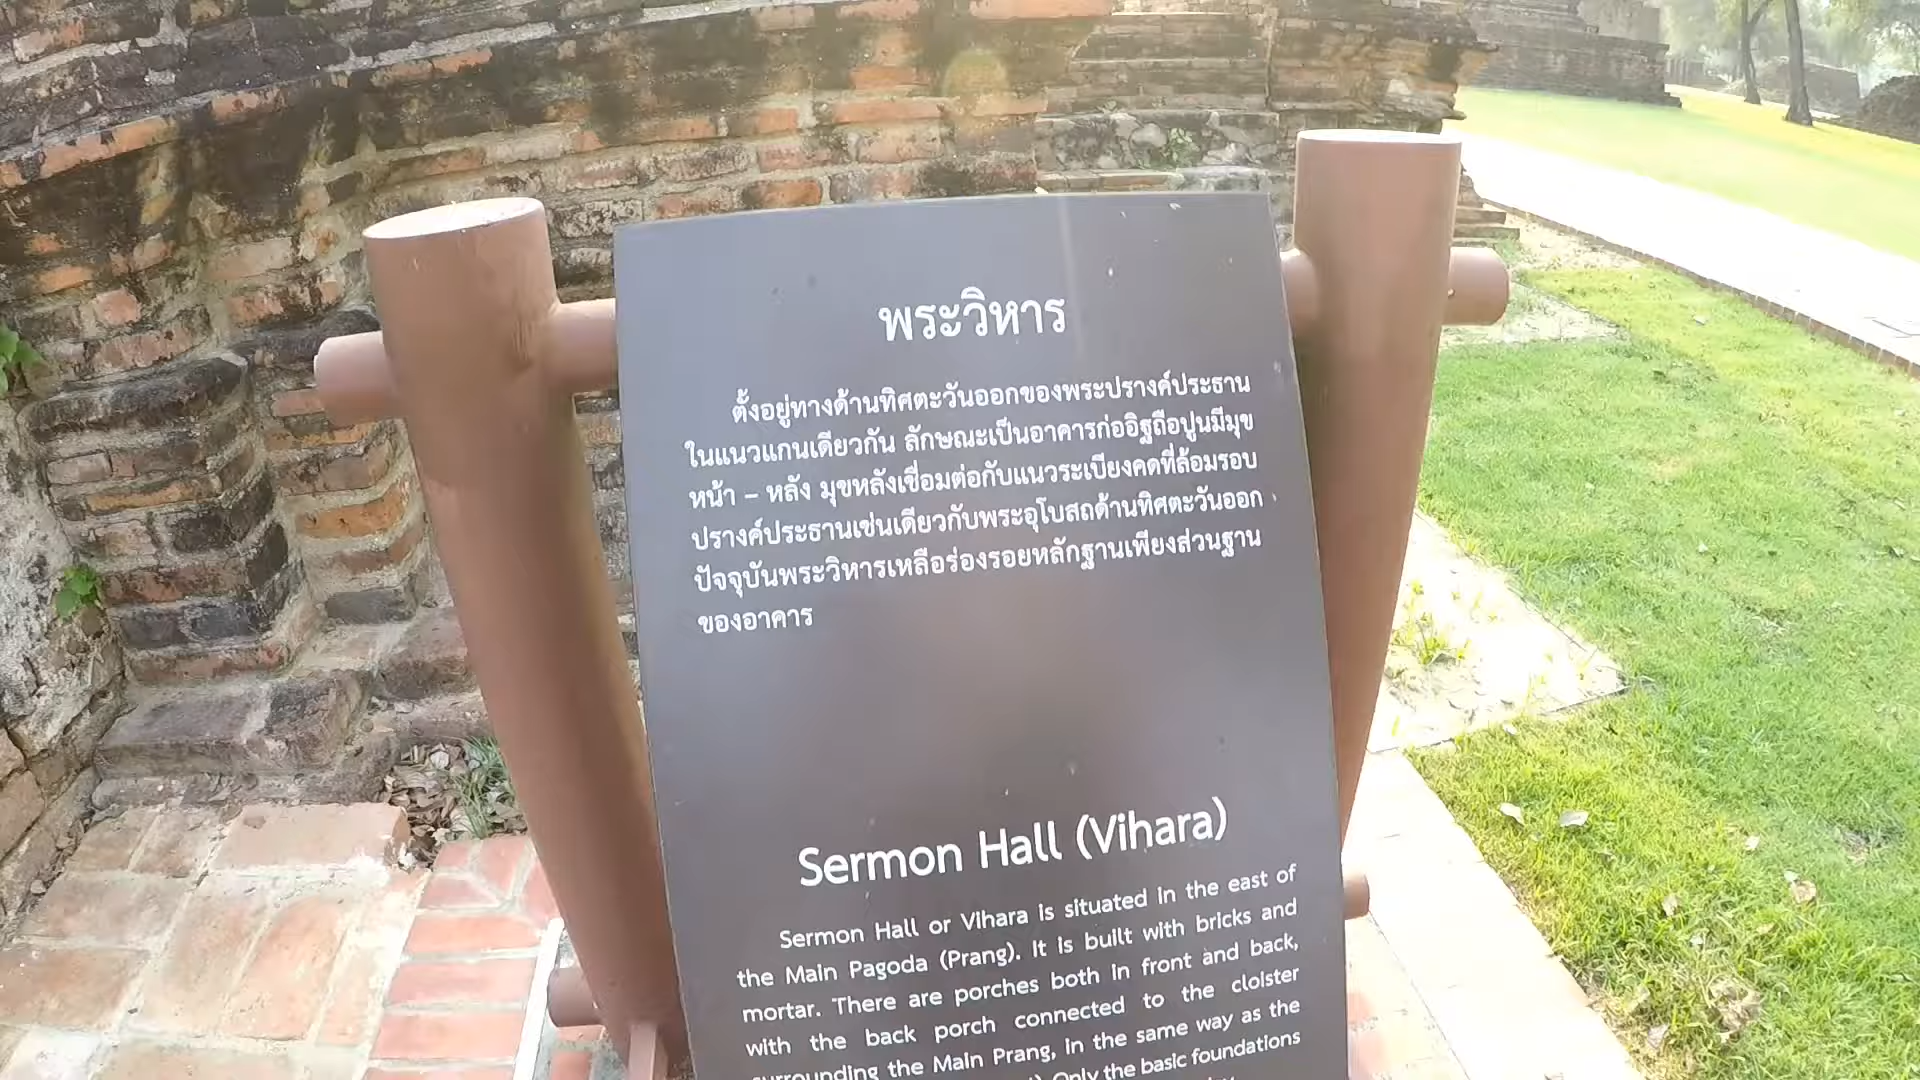 พระวิหาร
ตั้งอยู่ทางด้านทิศตะวันออกของพระปรางค์ประธาน
ในแนวแกนเดียวกัน ลักษณะเป็นอาคารก่ออิฐถือปูนมีมุข
หน้า – หลัง มุขหลังเชื่อมต่อกับแนวระเบียงคดที่ล้อมรอบ
ปรางค์ประธานเช่นเดียวกับพระอุโบสถด้านทิศตะวันออก
ปัจจุบันพระวิหารเหลือร่องรอยหลักฐานเพียงส่วนฐาน
ของอาคาร
Sermon Hall (Vihara)
Sermon Hall or Vihara is situated in the east of
the Main Pagoda (Prang). It is built with bricks and
mortar. There are porches both in front and back,
with the back porch connected to the cloister
surrounding the Main Prang, in the same way as the
Only the basic foundations